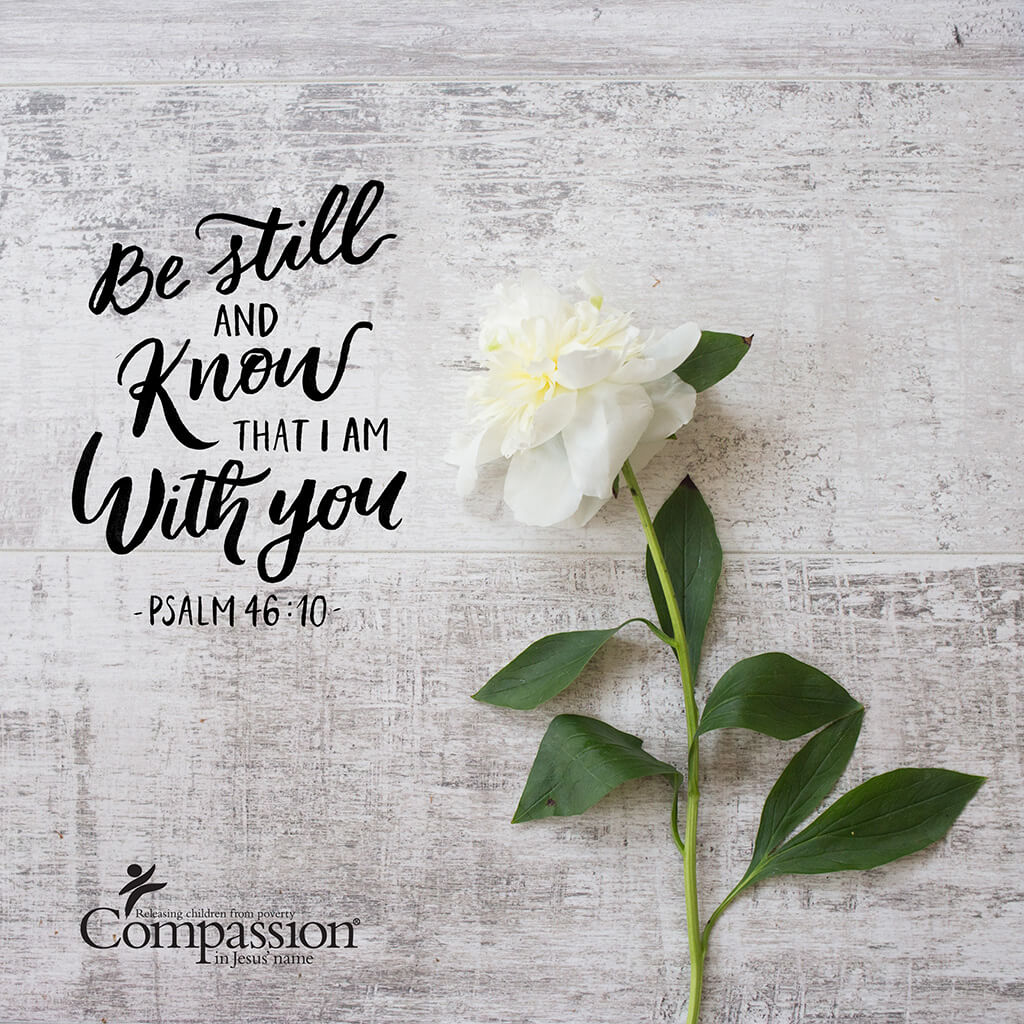 Be still
AND
Know
THAT I AM
With you
-PSALM 46:10-
Releasing children from poverty
Compassion®
in Jesus' name